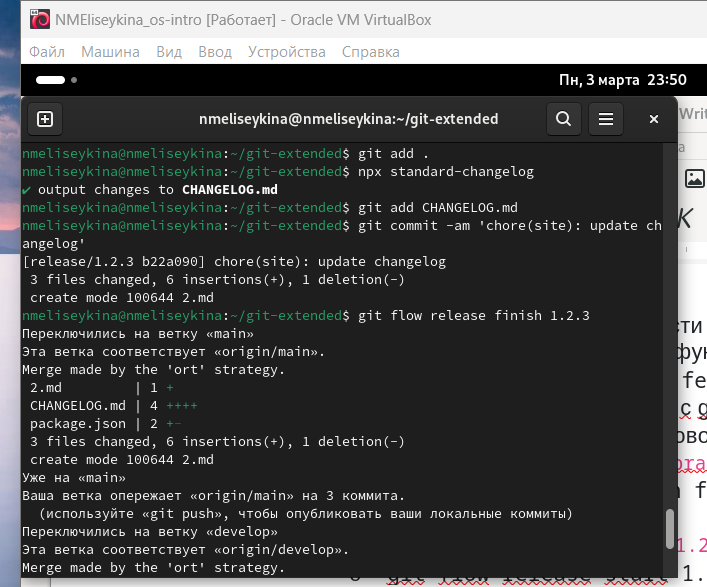 NMEliseykina_os-intro [Работает] - Oracle VM VirtualBox
Файл Машина Вид Ввод Устройства Справка
Пн, 3 марта 23:50
nmeliseykina@nmeliseykina:~/git-extended
nmeliseykina@nmeliseykina:~/git-extended$ git add .
nmeliseykina@nmeliseykina:~/git-extended$ npx standard-changelog
✔ output changes to CHANGELOG.md
nmeliseykina@nmeliseykina:~/git-extended$ git add CHANGELOG.md
nmeliseykina@nmeliseykina:~/git-extended$ git commit -am 'chore(site): update ch
angelog'
[release/1.2.3 b22a090] chore(site): update changelog
3 files changed, 6 insertions(+), 1 deletion(-)
create mode 100644 2.md
nmeliseykina@nmeliseykina:~/git-extended$ git flow release finish 1.2.3
Переключились на ветку «main»
Эта ветка соответствует «origin/main».
Merge made by the 'ort' strategy.
2.md | 1 +
CHANGELOG.md | 4 ++++
package.json | 2 +-
3 files changed, 6 insertions(+), 1 deletion(-)
create mode 100644 2.md
Уже на «main»
Ваша ветка опережает «origin/main» на 3 коммита.
(используйте «git push», чтобы опубликовать ваши локальные коммиты)
Переключились на ветку «develop»
Эта ветка соответствует «origin/develop».
Merge made by the 'ort' strategy.